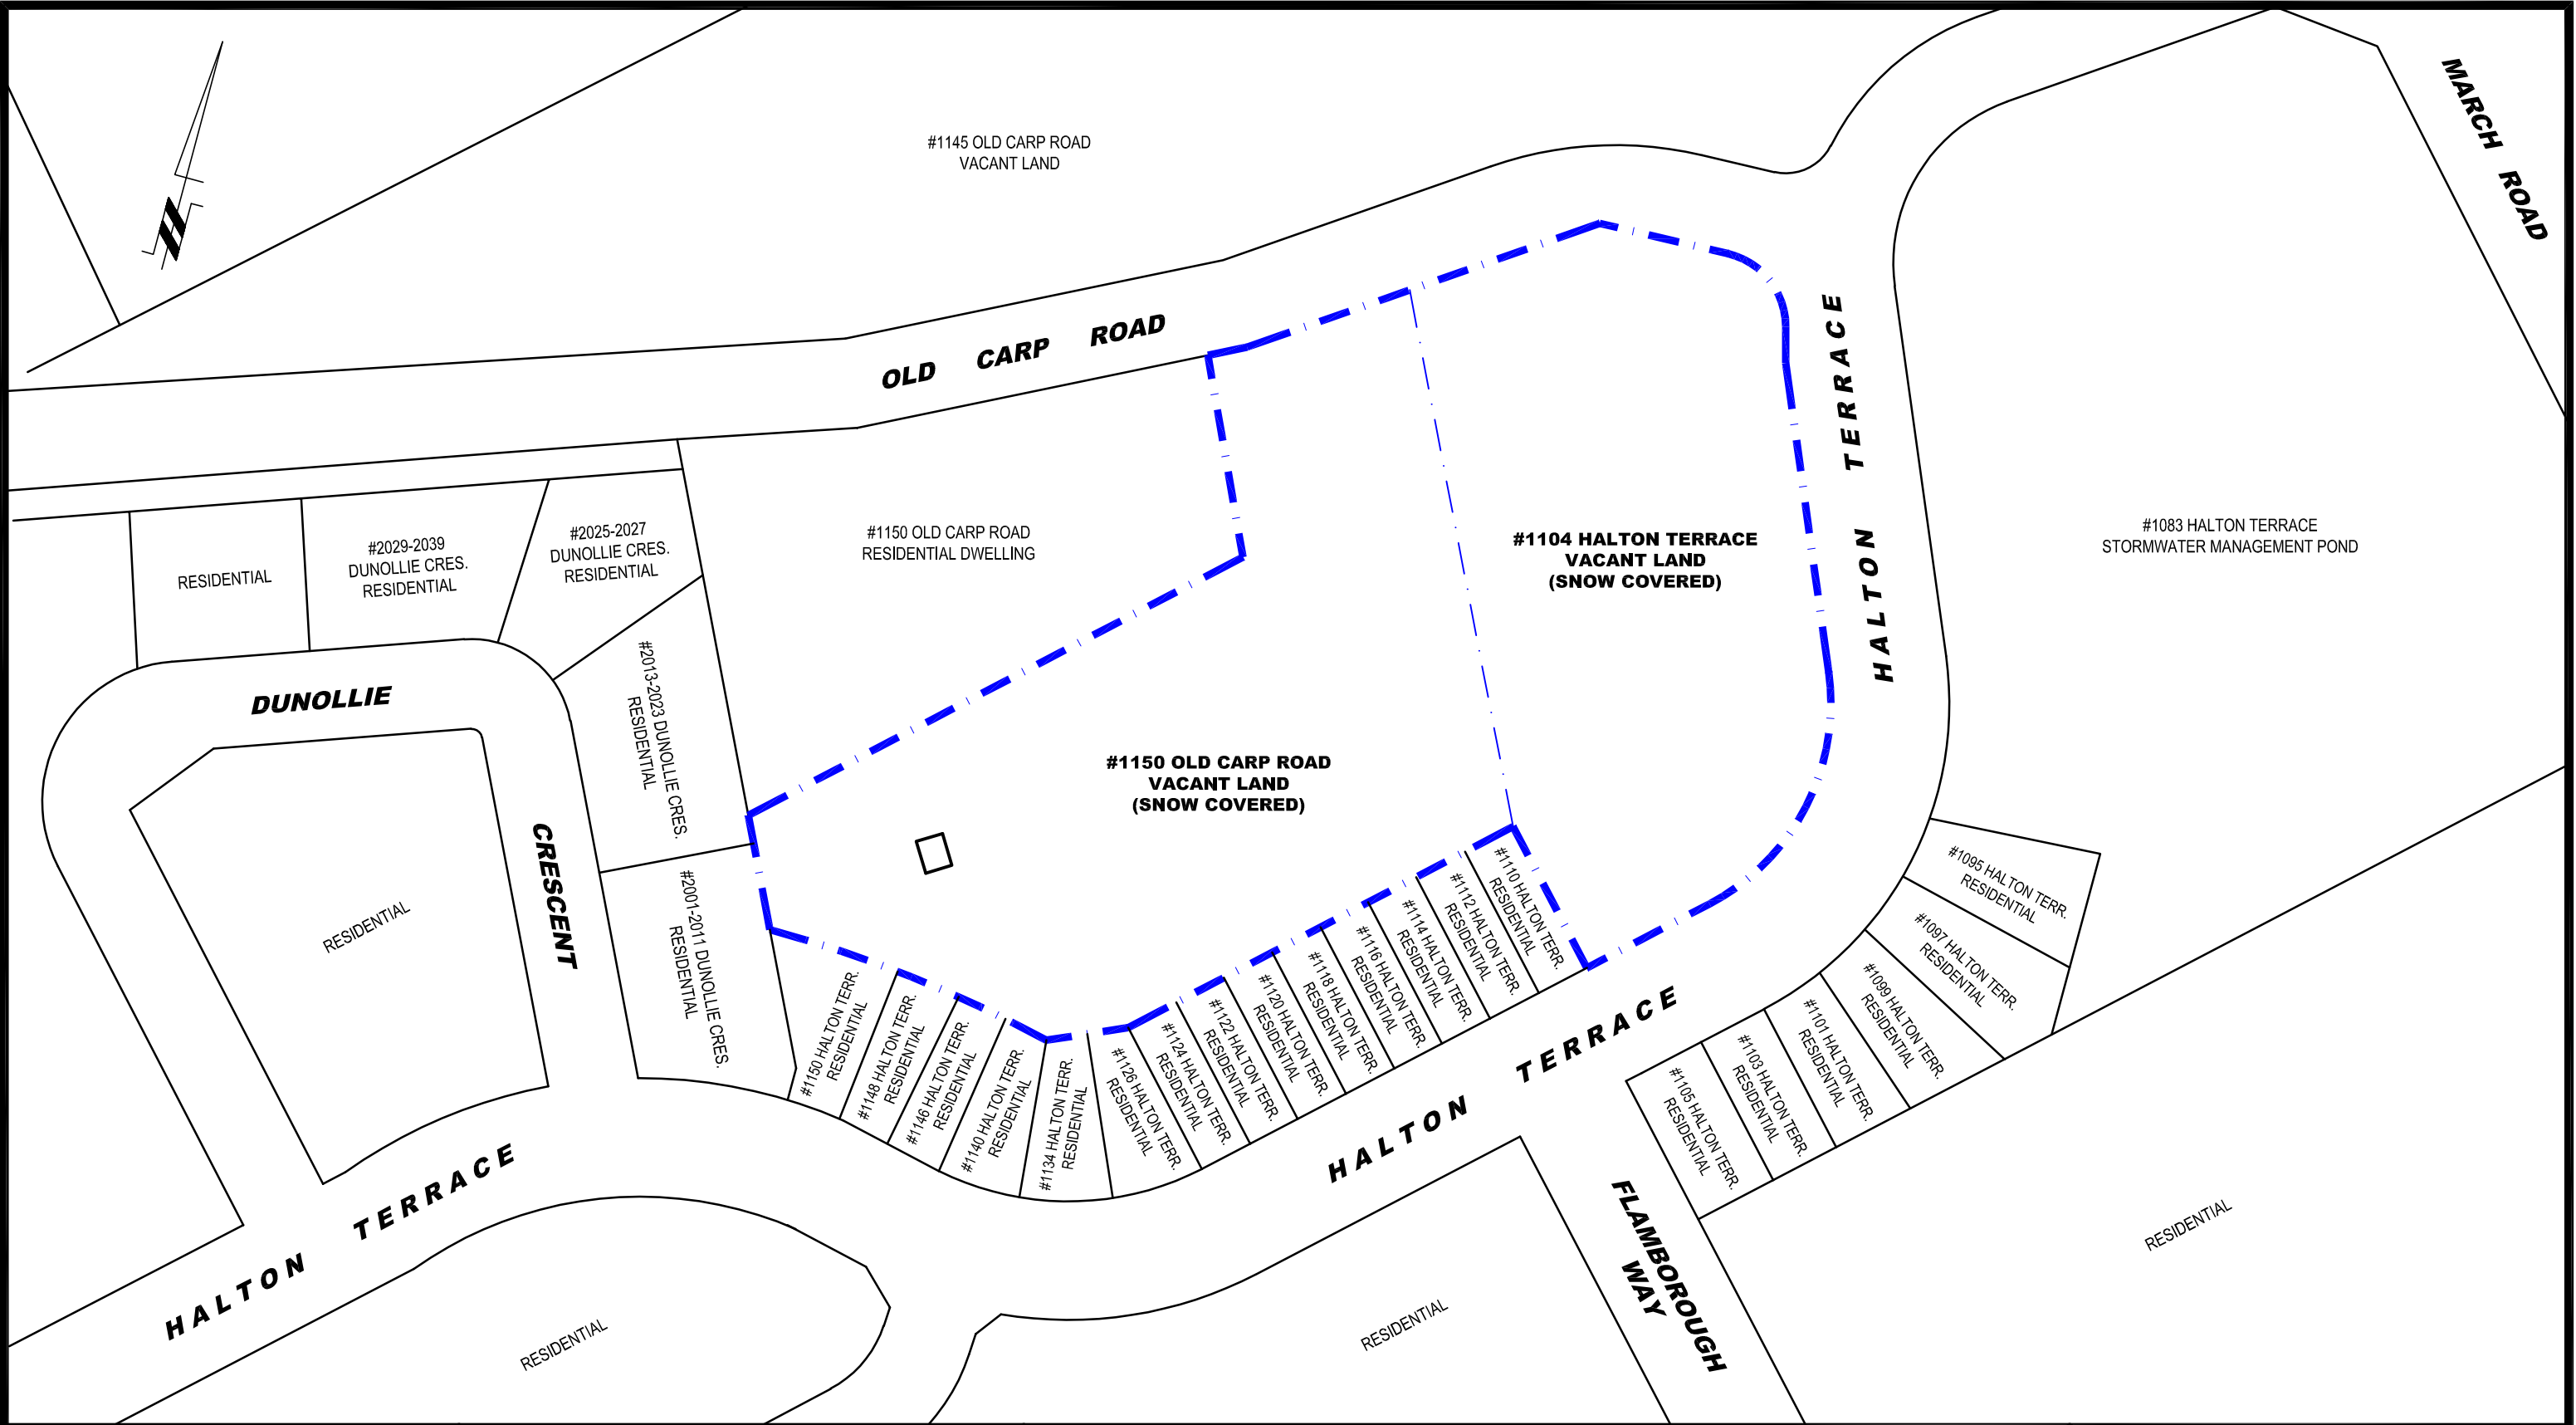 MARCH ROAD
#1145 OLD CARP ROAD
VACANT LAND
OLD CARP ROAD
HALTON TERRACE
#1150 OLD CARP ROAD
RESIDENTIAL DWELLING
#1104 HALTON TERRACE
VACANT LAND
(SNOW COVERED)
#1083 HALTON TERRACE
STORMWATER MANAGEMENT POND
RESIDENTIAL
#2029-2039
DUNOLLIE CRES.
RESIDENTIAL
#2025-2027
DUNOLLIE CRES.
RESIDENTIAL
#2013-2023 DUNOLLIE CRES.
RESIDENTIAL
DUNOLLIE
CRESCENT
#1150 OLD CARP ROAD
VACANT LAND
(SNOW COVERED)
RESIDENTIAL
#2001-2011 DUNOLLIE CRES.
RESIDENTIAL
#1150 HALTON TERR.
RESIDENTIAL
#1148 HALTON TERR.
RESIDENTIAL
#1146 HALTON TERR.
RESIDENTIAL
#1140 HALTON TERR.
RESIDENTIAL
#1134 HALTON TERR.
RESIDENTIAL
#1126 HALTON TERR.
RESIDENTIAL
#1124 HALTON TERR.
RESIDENTIAL
#1122 HALTON TERR.
RESIDENTIAL
#1120 HALTON TERR.
RESIDENTIAL
#1118 HALTON TERR.
RESIDENTIAL
#1116 HALTON TERR.
RESIDENTIAL
#1114 HALTON TERR.
RESIDENTIAL
#1112 HALTON TERR.
RESIDENTIAL
#1110 HALTON TERR.
RESIDENTIAL
#1095 HALTON TERR.
RESIDENTIAL
#1097 HALTON TERR.
RESIDENTIAL
#1099 HALTON TERR.
RESIDENTIAL
#1101 HALTON TERR.
RESIDENTIAL
#1103 HALTON TERR.
RESIDENTIAL
#1105 HALTON TERR.
RESIDENTIAL
HALTON TERRACE
HALTON TERRACE
FLAMBOROUGH
WAY
RESIDENTIAL
RESIDENTIAL
RESIDENTIAL